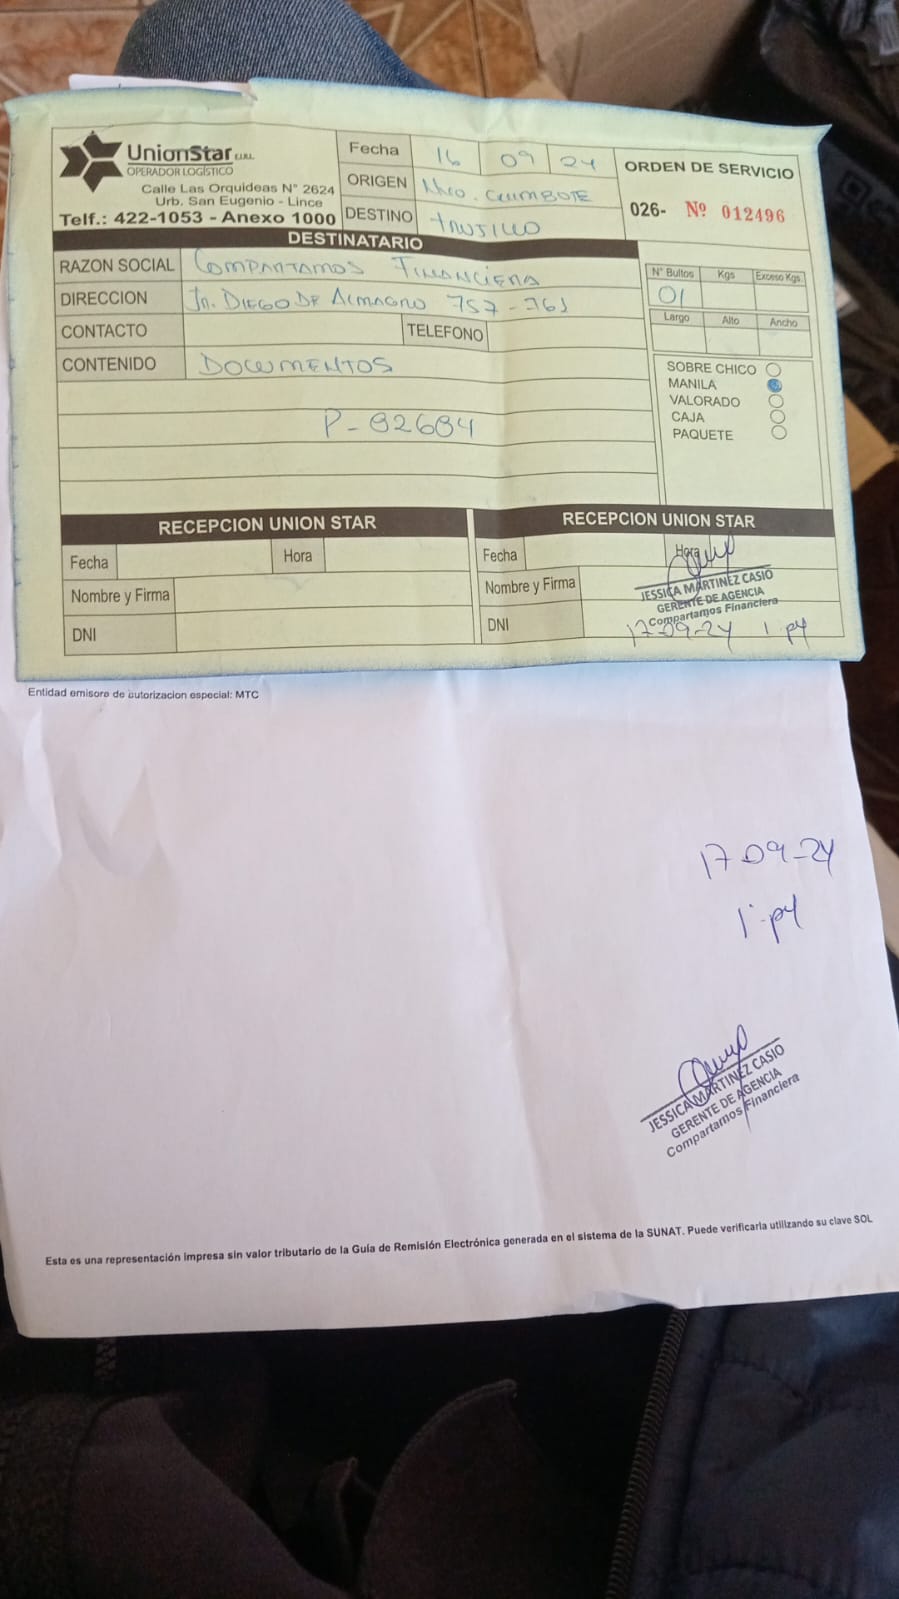 UnionStar E.I.R.L.
OPERADOR LOGÍSTICO
Calle Las Orquideas N° 2624
Urb. San Eugenio - Lince
Telf.: 422-1053 - Anexo 1000
Fecha 16 09 24
ORIGEN Nvo. CHIMBOTE
DESTINO TRUJILLO
ORDEN DE SERVICIO
026- Nº 012496
DESTINATARIO
RAZON SOCIAL COMPARTAMOS FINANCIERA
DIRECCION Jr. DIEGO DE ALMAGRO 757-761
CONTACTO TELEFONO
CONTENIDO DOCUMENTOS
P-82684
N° Bultos Kgs Exceso Kgs.
01
Largo Alto Ancho
SOBRE CHICO
MANILA
VALORADO
CAJA
PAQUETE
RECEPCION UNION STAR
Fecha Hora
Nombre y Firma
DNI
RECEPCION UNION STAR
Fecha Hora
Nombre y Firma
DNI
JESSICA MARTINEZ CASIO
GERENTE DE AGENCIA
Compartamos Financiera
17-09-24 1 p4
Entidad emisora de autorizacion especial: MTC
17-09-24
1 p4
JESSICA MARTINEZ CASIO
GERENTE DE AGENCIA
Compartamos Financiera
Esta es una representación impresa sin valor tributario de la Guía de Remisión Electrónica generada en el sistema de la SUNAT. Puede verificarla utilizando su clave SOL